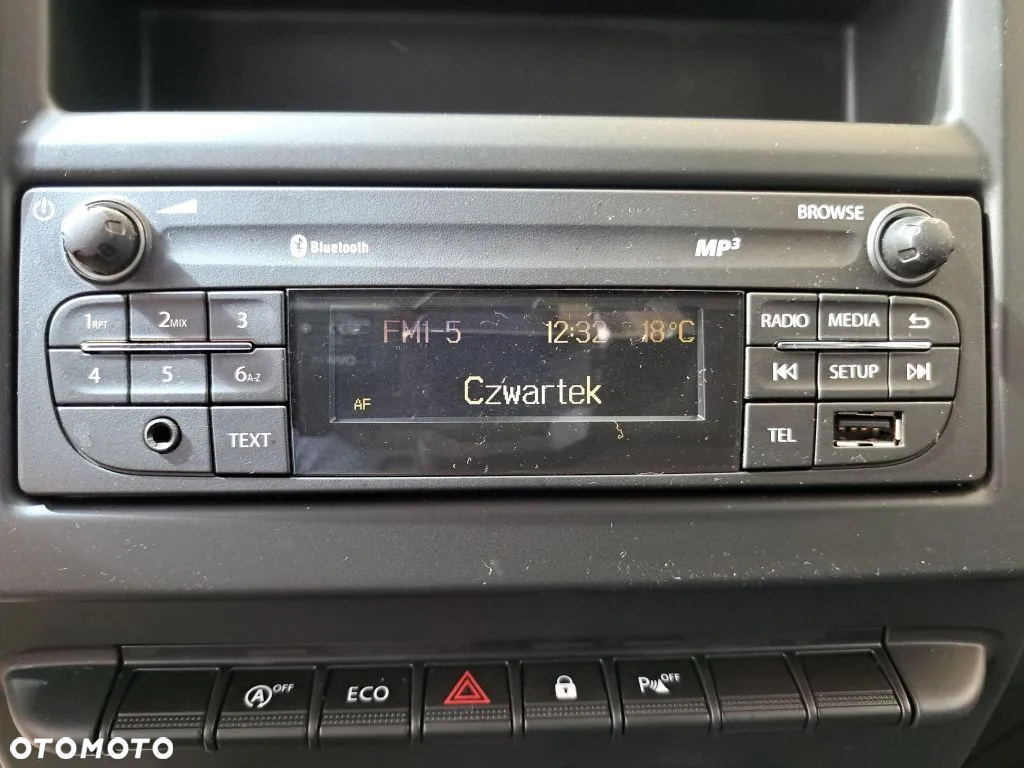 BROWSE
Bluetooth
MP3
1RPT 2MIX 3
FM1-5 12:32 18°C
RADIO MEDIA
4 5 6A-Z
AF Czwartek
SETUP
TEXT
TEL
A OFF ECO P OFF
OTOMOTO